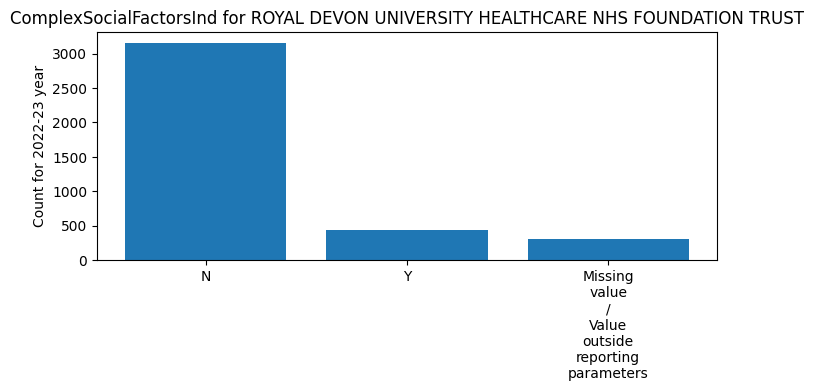 ComplexSocialFactorsInd for ROYAL DEVON UNIVERSITY HEALTHCARE NHS FOUNDATION TRUST
Count for 2022-23 year
3000
2500
2000
1500
1000
500
0
N
Y
Missing
value
/
Value
outside
reporting
parameters